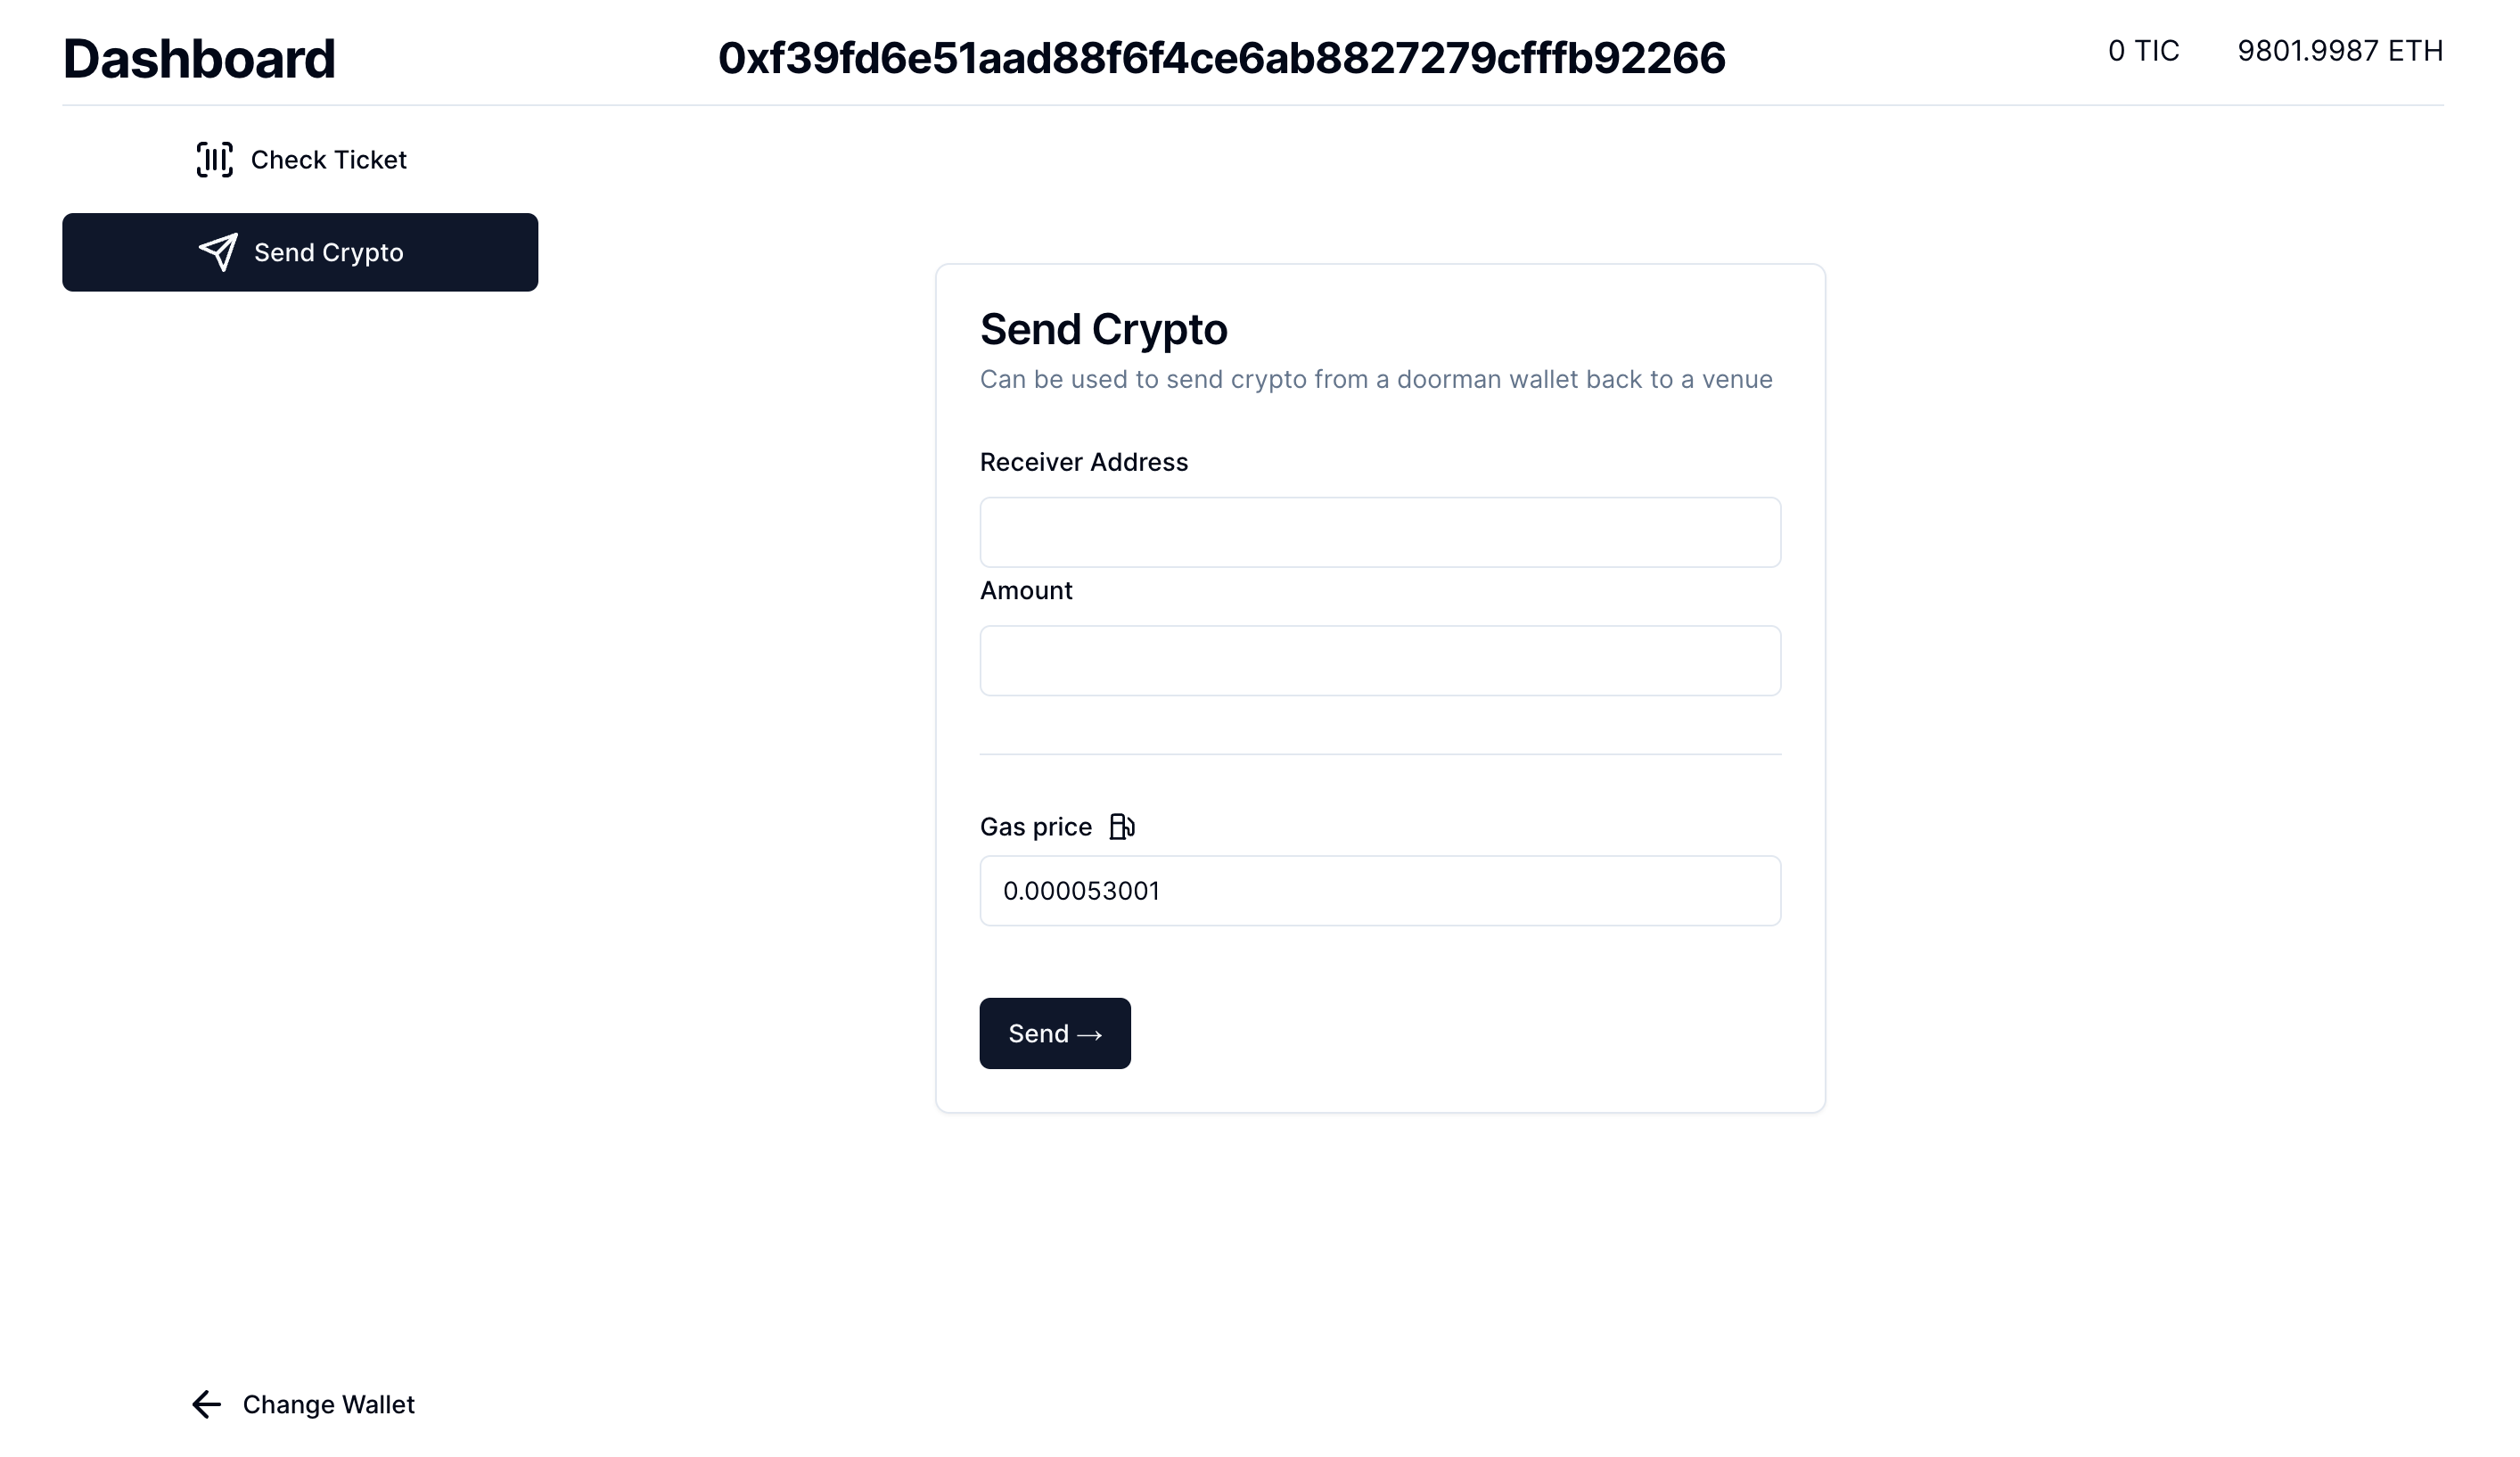 Dashboard
0xf39fd6e51aad88f6f4ce6ab8827279cfffb92266
0 TIC
9801.9987 ETH
Check Ticket
Send Crypto
Send Crypto
Can be used to send crypto from a doorman wallet back to a venue
Receiver Address
Amount
Gas price
0.000053001
Send →
Change Wallet